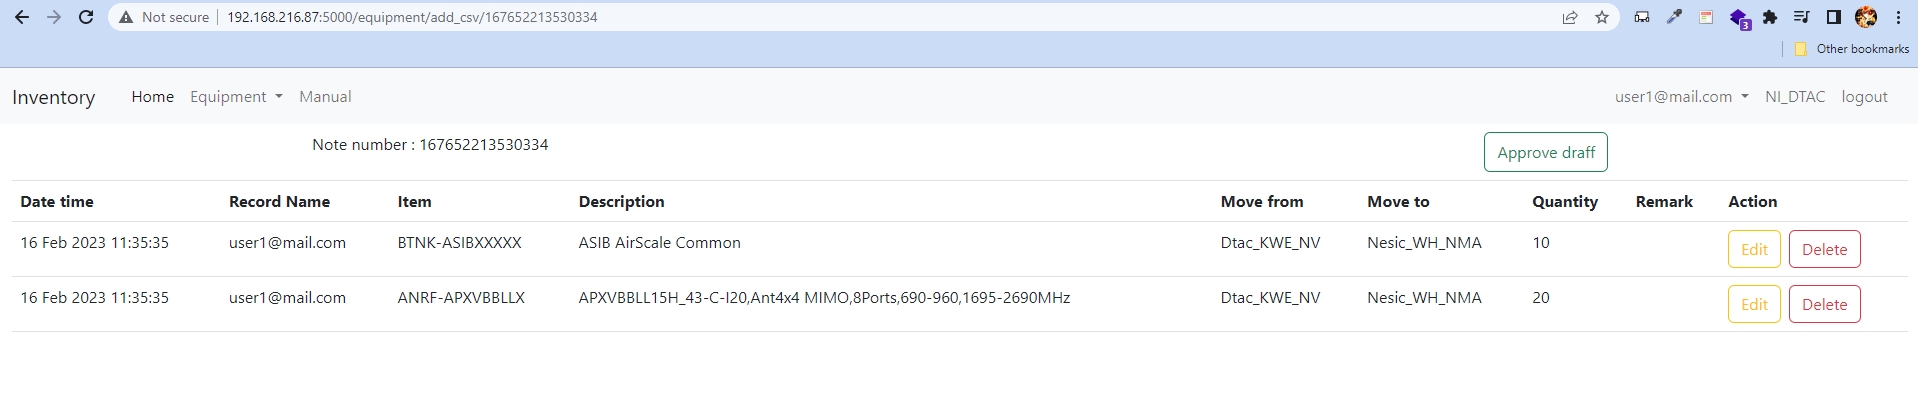 Not secure 192.168.216.87:5000/equipment/add_csv/167652213530334
3
Other bookmarks
Inventory Home Equipment Manual user1@mail.com NI_DTAC logout
Note number : 167652213530334 Approve draff
Date time Record Name Item Description Move from Move to Quantity Remark Action
16 Feb 2023 11:35:35 user1@mail.com BTNK-ASIBXXXXX ASIB AirScale Common Dtac_KWE_NV Nesic_WH_NMA 10 Edit Delete
16 Feb 2023 11:35:35 user1@mail.com ANRF-APXVBBLLX APXVBBLL15H_43-C-I20,Ant4x4 MIMO,8Ports,690-960,1695-2690MHz Dtac_KWE_NV Nesic_WH_NMA 20 Edit Delete